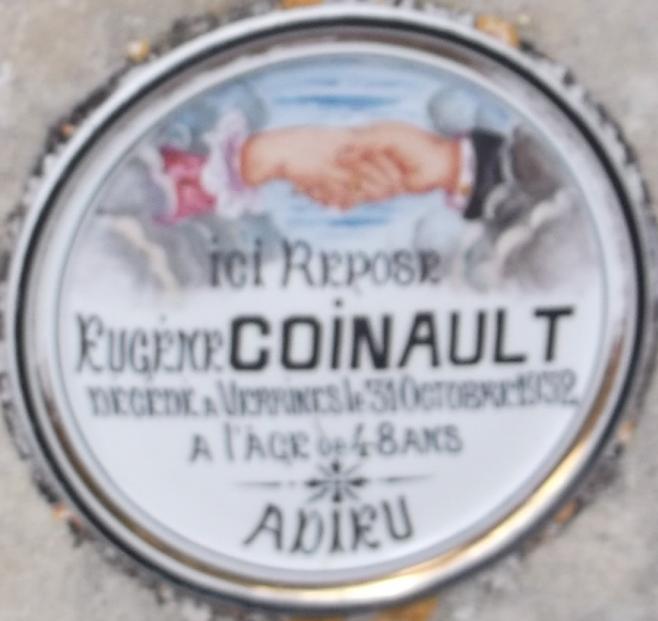 ici Repose
Eugène COINAULT
Décédé a Verrines le 31 Octobre 1932
A l'Age de 48 ans
Adieu